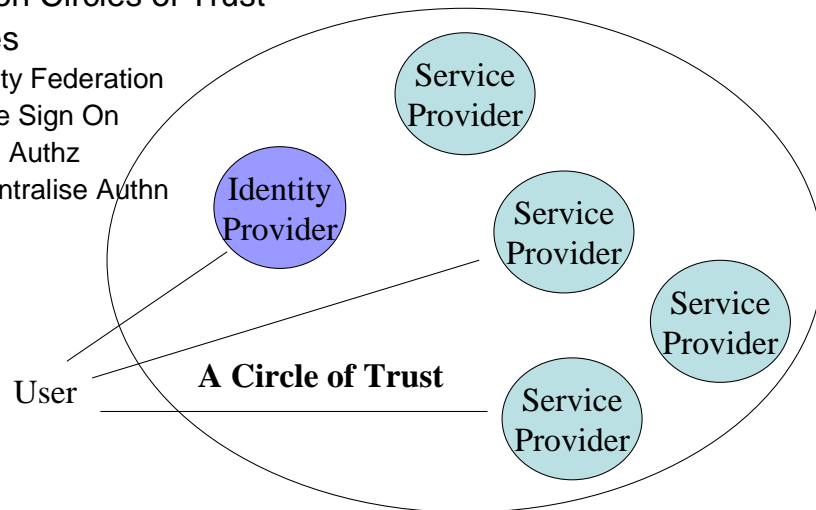 on Circles of Trust
es
ty Federation
e Sign On
Authz
ntralise Authn
Service
Provider
Identity
Provider
Service
Provider
Service
Provider
User
A Circle of Trust
Service
Provider